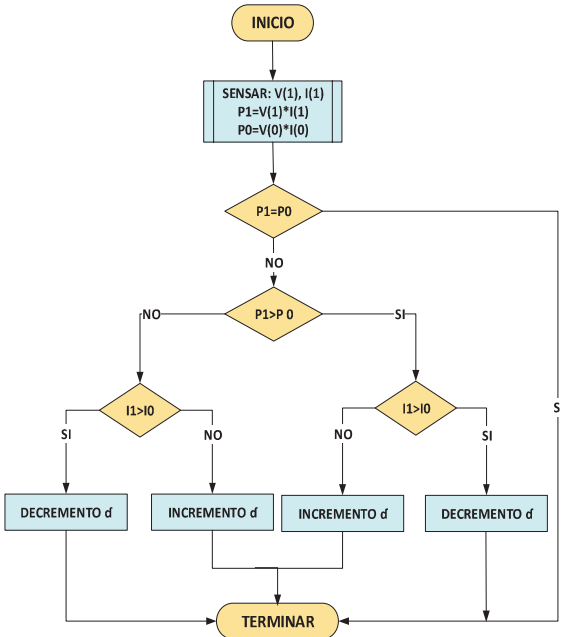 INICIO
SENSAR: V(1), I(1)
P1=V(1)*I(1)
P0=V(0)*I(0)
P1=P0
NO
NO
P1>P 0
SI
I1>I0
I1>I0
S
SI
NO
NO
SI
DECREMENTO d
INCREMENTO d
INCREMENTO d
DECREMENTO d
TERMINAR